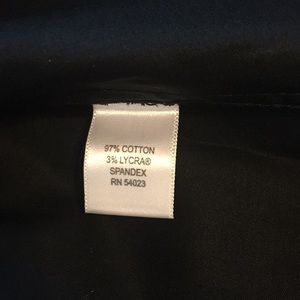 97% COTTON
3% LYCRA®
SPANDEX
RN 54023